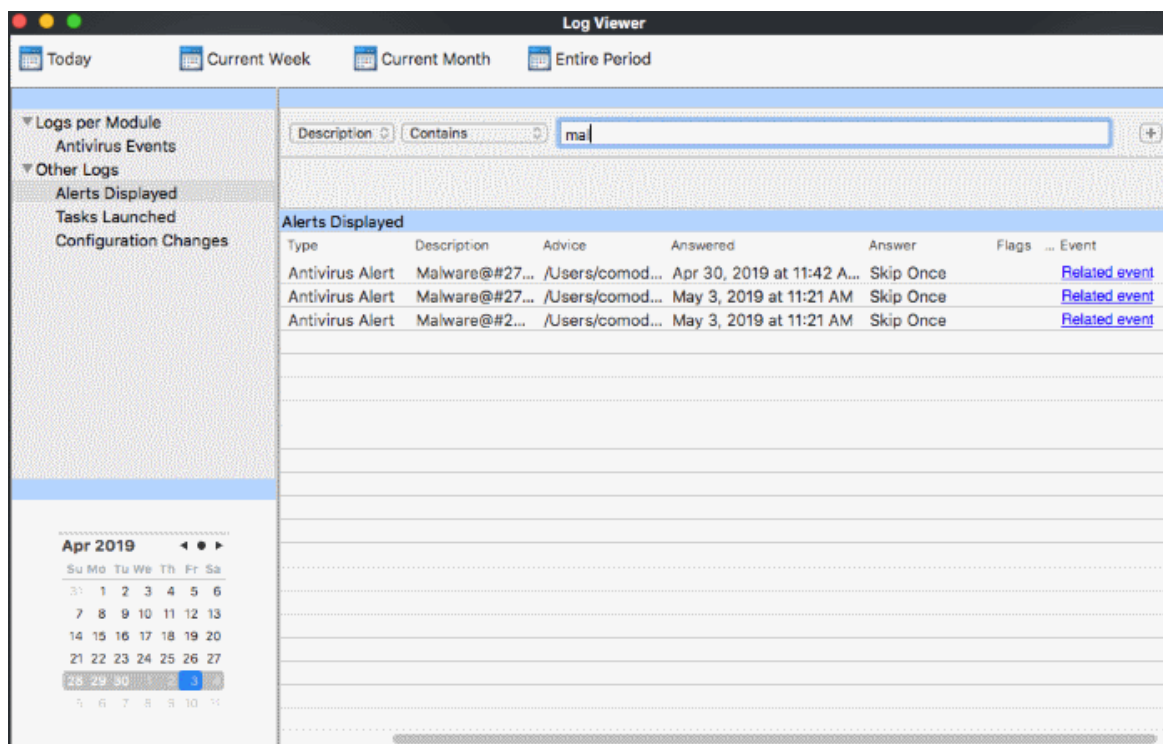 Log Viewer
Today Current Week Current Month Entire Period
Logs per Module
Antivirus Events
Other Logs
Alerts Displayed
Tasks Launched
Configuration Changes
Description Contains mal +
Alerts Displayed
Type Description Advice Answered Answer Flags ... Event
Antivirus Alert Malware@#27... /Users/comod... Apr 30, 2019 at 11:42 A... Skip Once Related event
Antivirus Alert Malware@#27... /Users/comod... May 3, 2019 at 11:21 AM Skip Once Related event
Antivirus Alert Malware@#2... /Users/comod... May 3, 2019 at 11:21 AM Skip Once Related event
Apr 2019
Su Mo Tu We Th Fr Sa
31 1 2 3 4 5 6
7 8 9 10 11 12 13
14 15 16 17 18 19 20
21 22 23 24 25 26 27
28 29 30 1 2 3 4
5 6 7 8 9 10